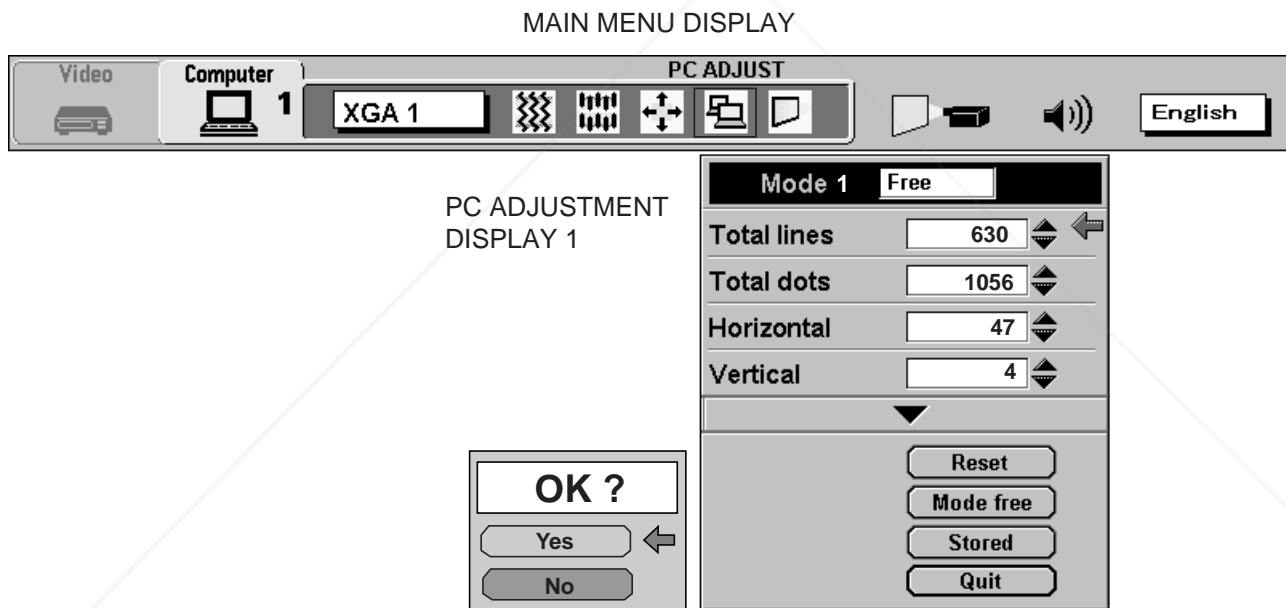 MAIN MENU DISPLAY
PC ADJUST
Video
Computer
1
XGA 1
English
PC ADJUSTMENT
DISPLAY 1
Mode 1 Free
Total lines 630
Total dots 1056
Horizontal 47
Vertical 4
Reset
Mode free
Stored
Quit
OK ?
Yes
No